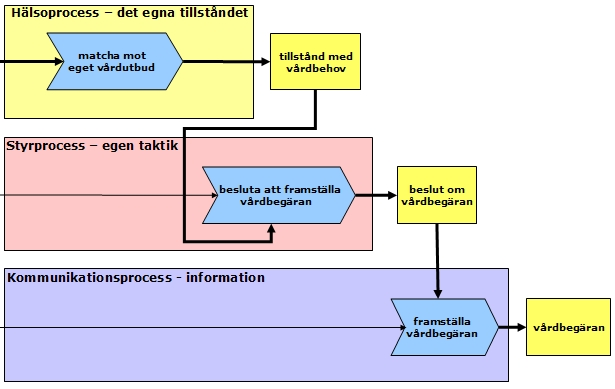 Hälsoprocess – det egna tillståndet
matcha mot
eget vårdutbud
tillstånd med
vårdbehov
Styrprocess – egen taktik
besluta att framställa
vårdbegäran
beslut om
vårdbegäran
Kommunikationsprocess - information
framställa
vårdbegäran
vårdbegäran